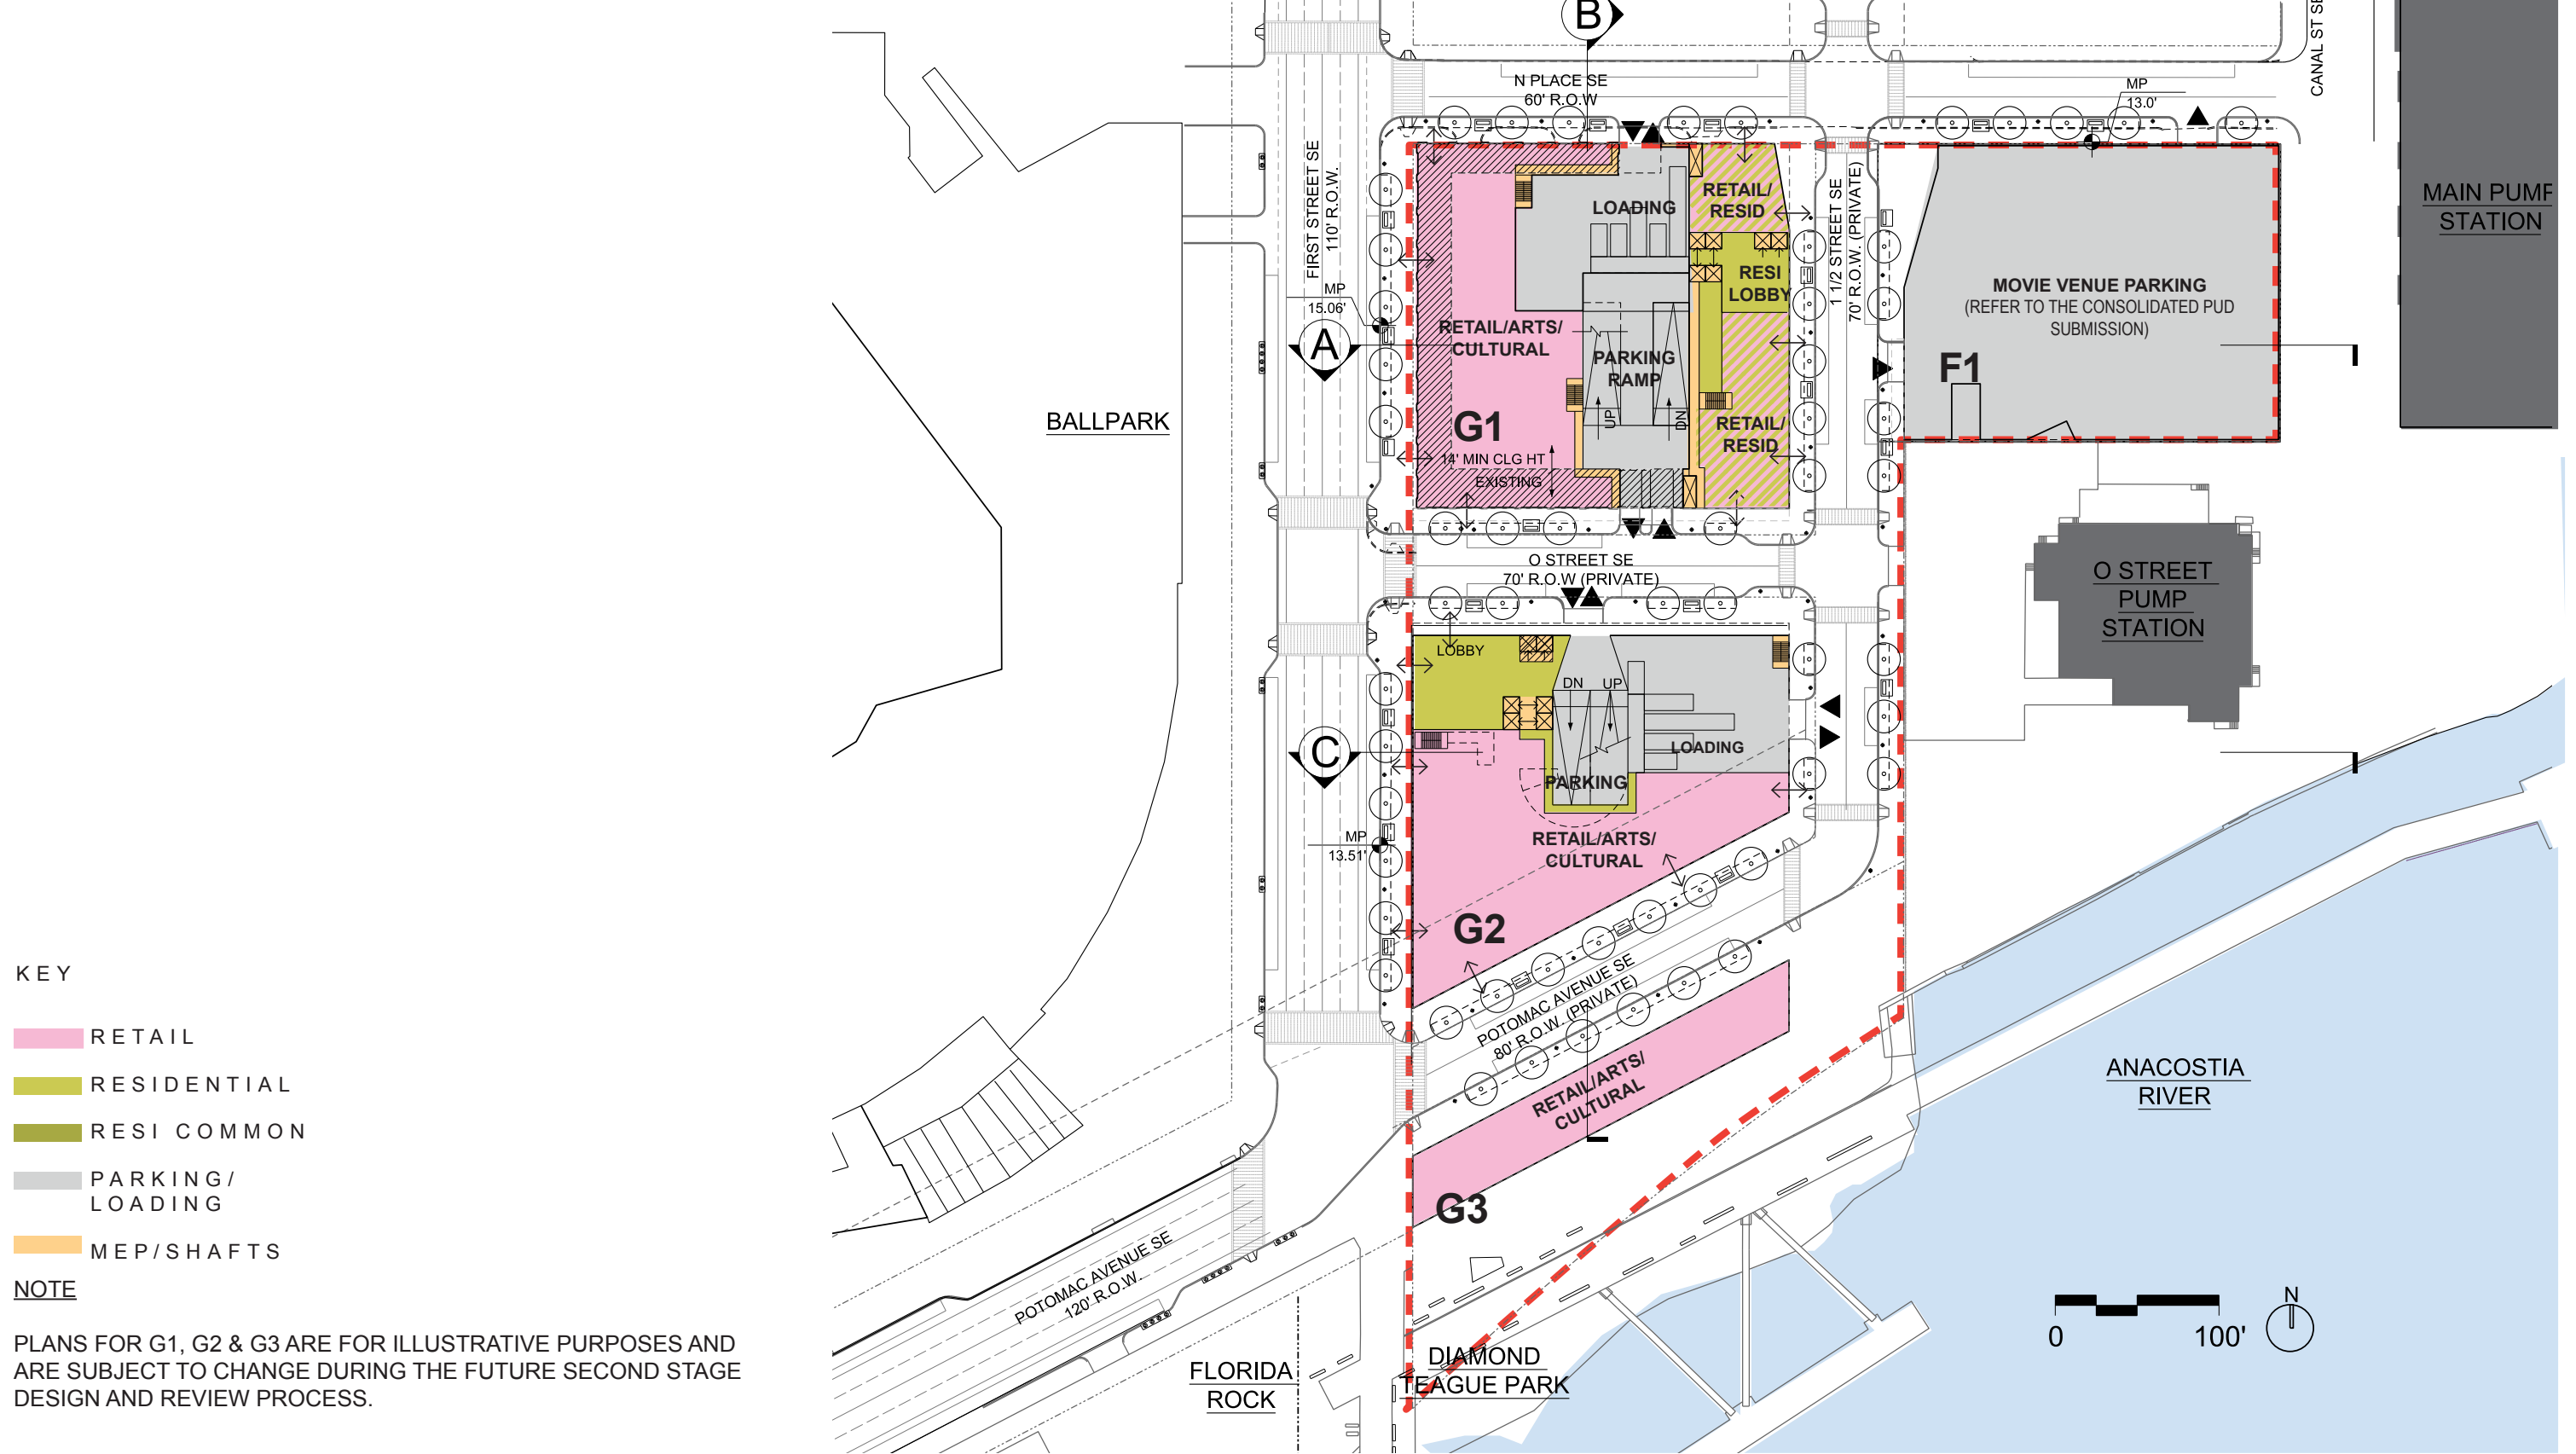 B
CANAL ST SE
N PLACE SE
60' R.O.W
MP
13.0'
FIRST STREET SE
110' R.O.W.
1 1/2 STREET SE
70' R.O.W. (PRIVATE)
MAIN PUMP
STATION
RETAIL/
RESID
LOADING
RESI
LOBBY
MOVIE VENUE PARKING
(REFER TO THE CONSOLIDATED PUD
SUBMISSION)
MP
15.06'
A
RETAIL/ARTS/
CULTURAL
PARKING
RAMP
F1
UP
DN
BALLPARK
G1
RETAIL/
RESID
14' MIN CLG HT
EXISTING
O STREET SE
70' R.O.W (PRIVATE)
O STREET
PUMP
STATION
LOBBY
DN
UP
C
LOADING
PARKING
MP
13.51'
RETAIL/ARTS/
CULTURAL
G2
POTOMAC AVENUE SE
80' R.O.W. (PRIVATE)
RETAIL/ARTS/
CULTURAL
G3
ANACOSTIA
RIVER
POTOMAC AVENUE SE
120' R.O.W.
FLORIDA
ROCK
DIAMOND
TEAGUE PARK
0
100'
N
KEY
RETAIL
RESIDENTIAL
RESI COMMON
PARKING/
LOADING
MEP/SHAFTS
NOTE
PLANS FOR G1, G2 & G3 ARE FOR ILLUSTRATIVE PURPOSES AND
ARE SUBJECT TO CHANGE DURING THE FUTURE SECOND STAGE
DESIGN AND REVIEW PROCESS.